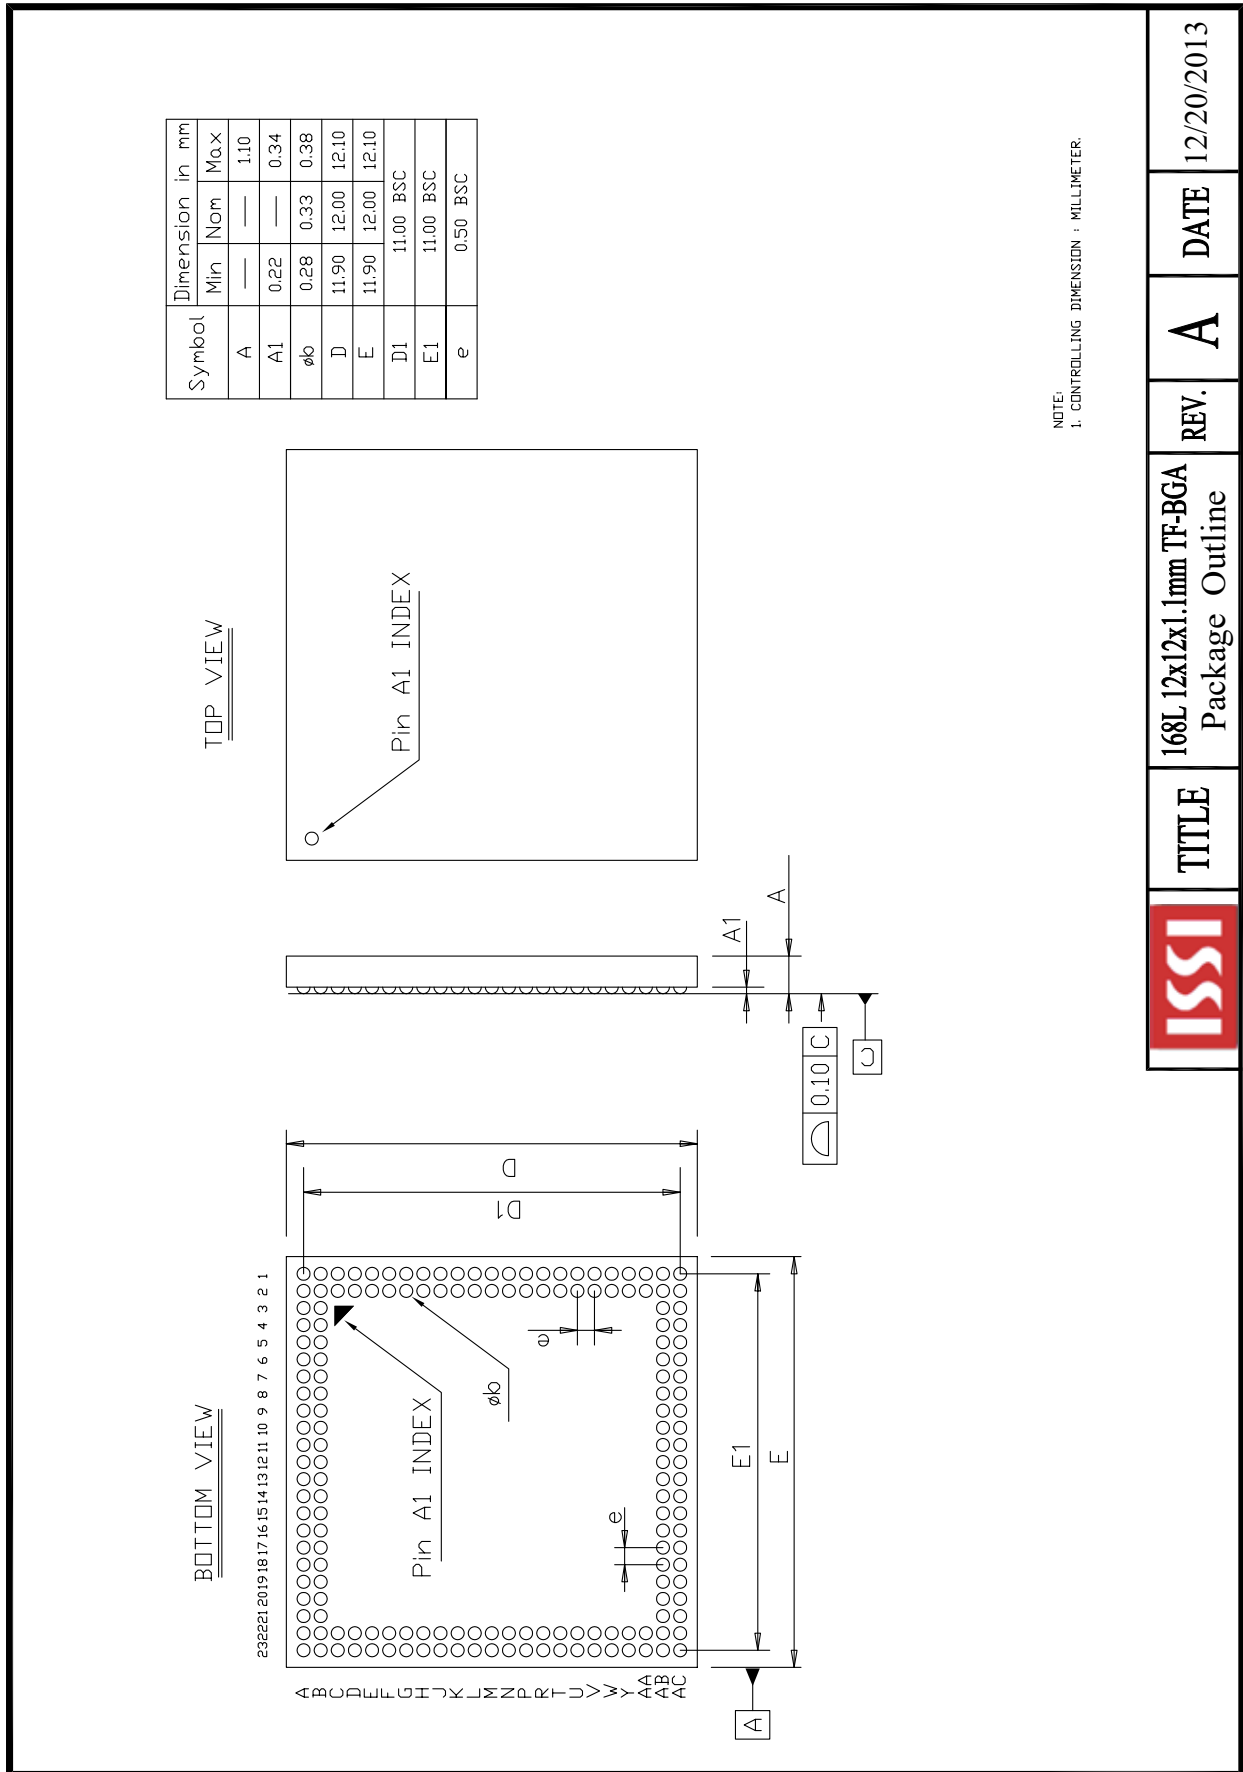 BOTTOM VIEW
23 22 21 20 19 18 17 16 15 14 13 12 11 10 9 8 7 6 5 4 3 2 1
A
B
C
D
E
F
G
H
J
K
L
M
N
P
R
T
U
V
W
Y
AA
AB
AC
Pin A1 INDEX
øb
e
e
E1
E
D1
D
A
TOP VIEW
Pin A1 INDEX
A1
A
0.10 C
C
Symbol Dimension in mm
Min Nom Max
A — — 1.10
A1 0.22 — 0.34
øb 0.28 0.33 0.38
D 11.90 12.00 12.10
E 11.90 12.00 12.10
D1 11.00 BSC
E1 11.00 BSC
e 0.50 BSC
NOTE:
1. CONTROLLING DIMENSION : MILLIMETER.
ISSI
TITLE
168L 12x12x1.1mm TF-BGA
Package Outline
REV.
A
DATE
12/20/2013